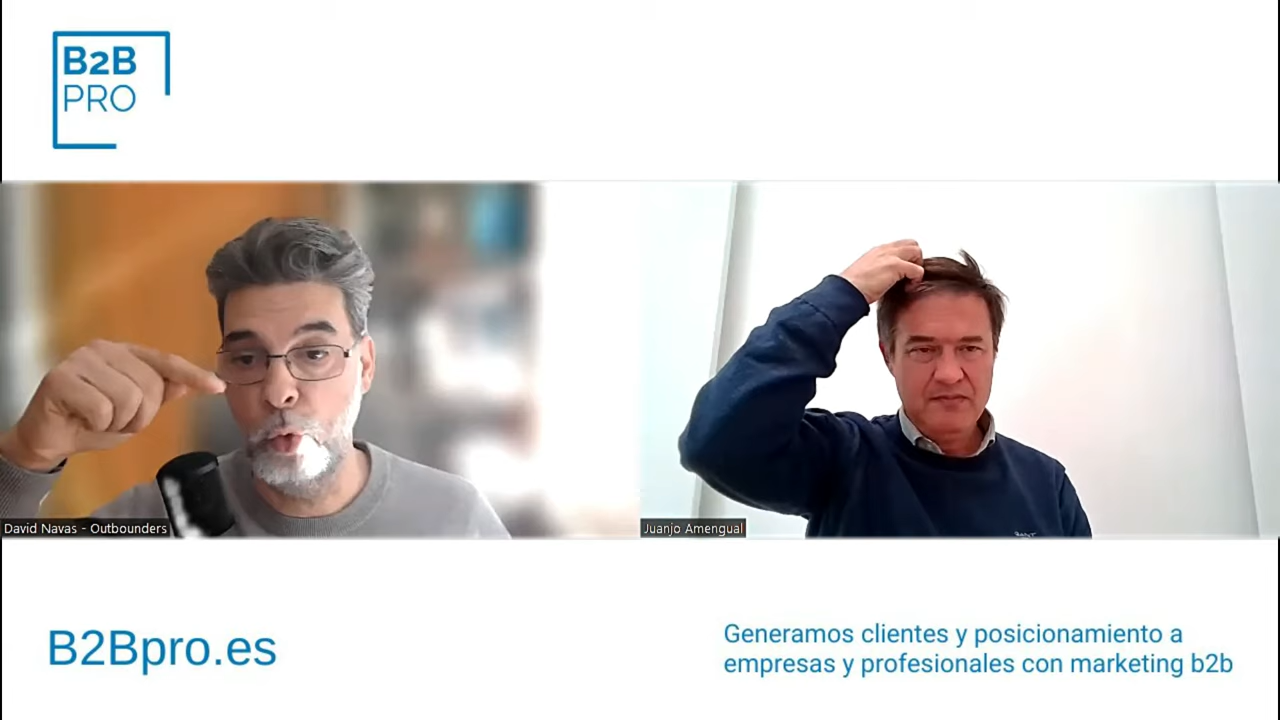 B2B
PRO
David Navas - Outbounders
Juanjo Amengual
B2Bpro.es
Generamos clientes y posicionamiento a
empresas y profesionales con marketing b2b